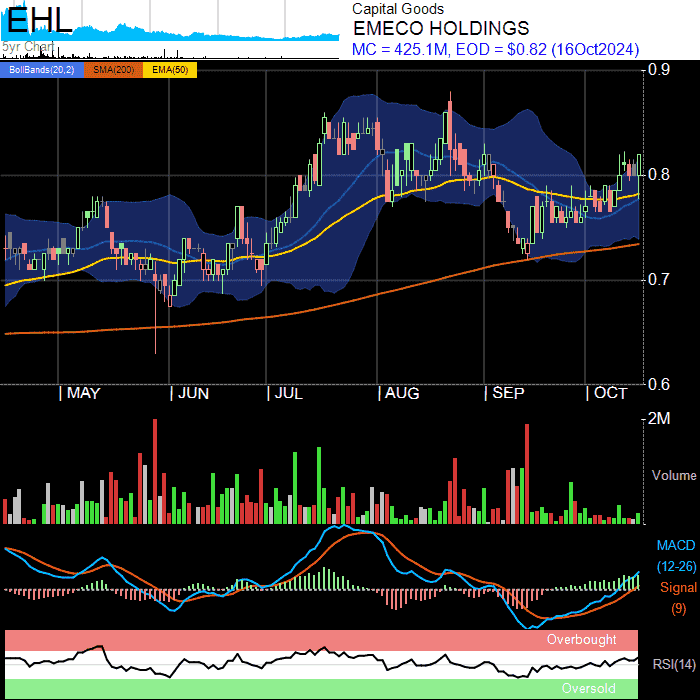 EHL
5yr Chart
Capital Goods
EMECO HOLDINGS
MC = 425.1M, EOD = $0.82 (16Oct2024)
BollBands(20,2) SMA(200) EMA(50)
0.9
0.8
0.7
0.6
MAY JUN JUL AUG SEP OCT
2M
Volume
MACD
(12-26)
Signal
(9)
Overbought
RSI(14)
Oversold